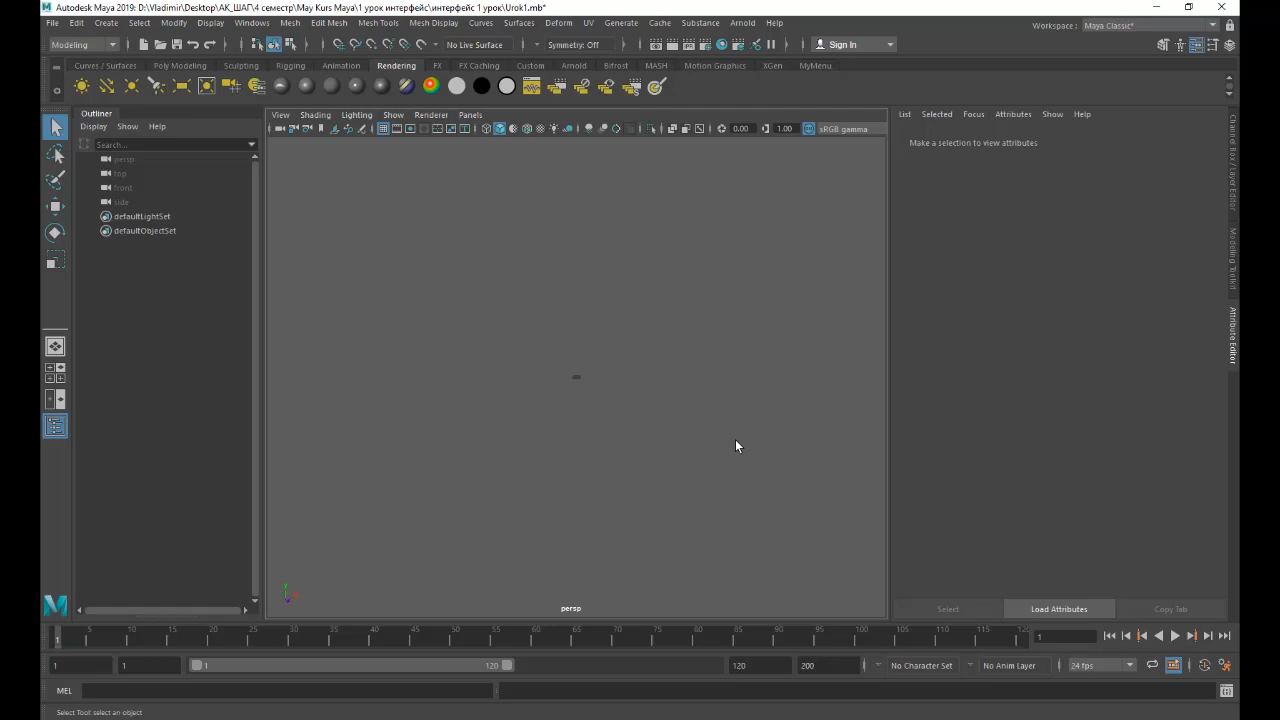 Autodesk Maya 2019: D:\Vladimir\Desktop\АК_ШАГ\4 семестр\May Kurs Maya\1 урок интерфейс\интерфейс 1 урок\Urok1.mb*
File Edit Create Select Modify Display Windows Mesh Edit Mesh Mesh Tools Mesh Display Curves Surfaces Deform UV Generate Cache Substance Arnold Help
Workspace: Maya Classic*
Modeling No Live Surface Symmetry: Off Sign In
Curves / Surfaces Poly Modeling Sculpting Rigging Animation Rendering FX FX Caching Custom Arnold Bifrost MASH Motion Graphics XGen MyMenu
Outliner
Display Show Help
Search...
persp
top
front
side
defaultLightSet
defaultObjectSet
View Shading Lighting Show Renderer Panels
0.00 1.00 sRGB gamma
persp
List Selected Focus Attributes Show Help
Make a selection to view attributes
Channel Box / Layer Editor
Modeling Toolkit
Attribute Editor
Select Load Attributes Copy Tab
1 5 10 15 20 25 30 35 40 45 50 55 60 65 70 75 80 85 90 95 100 105 110 115 120 1
1 1 1 120 120 200 No Character Set No Anim Layer 24 fps
MEL
Select Tool: select an object